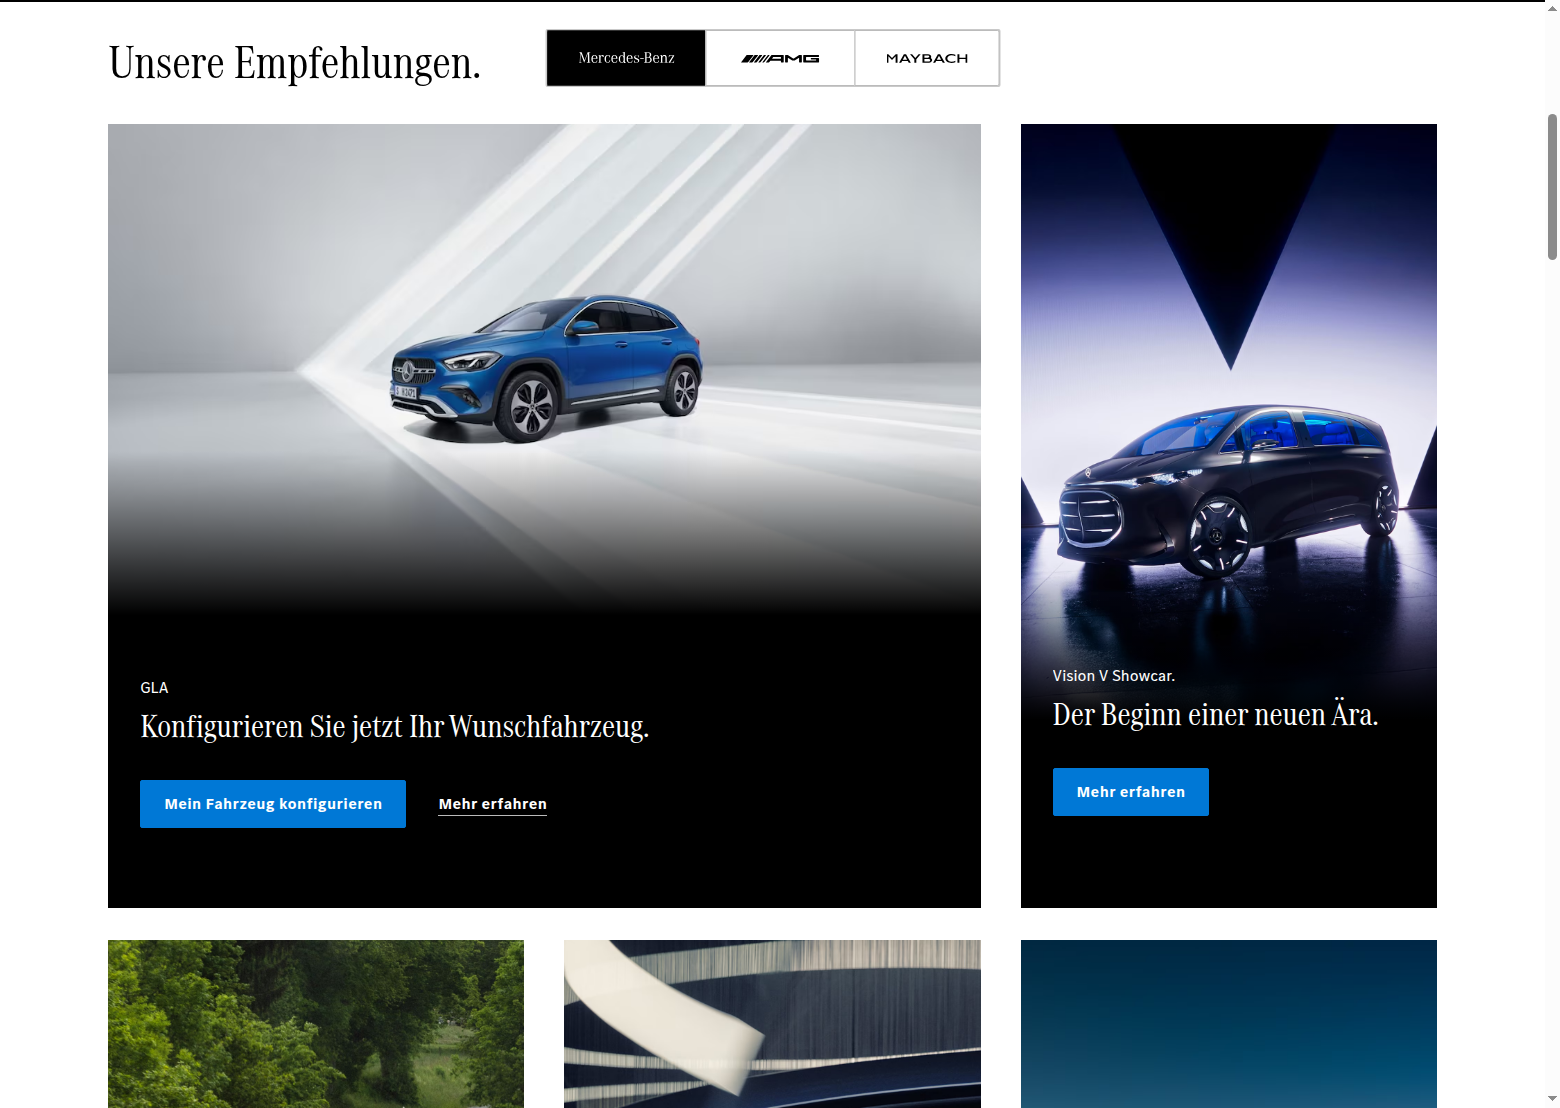 Unsere Empfehlungen.
Mercedes-Benz
AMG
MAYBACH
GLA
Konfigurieren Sie jetzt Ihr Wunschfahrzeug.
Mein Fahrzeug konfigurieren
Mehr erfahren
Vision V Showcar.
Der Beginn einer neuen Ära.
Mehr erfahren